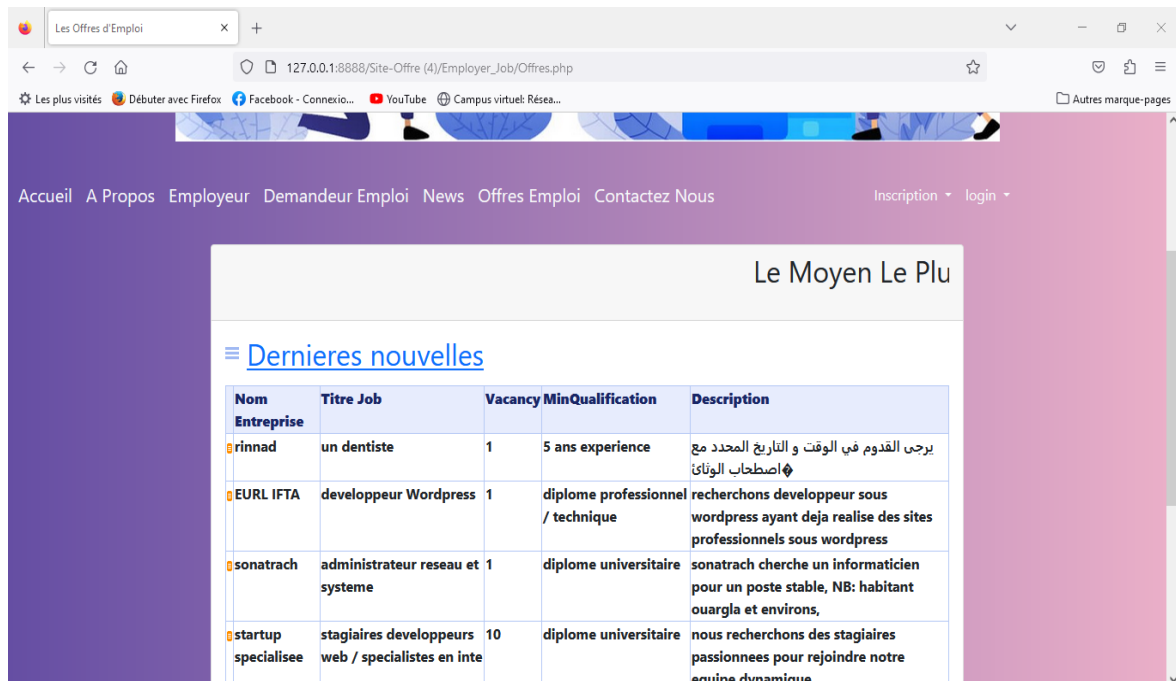 Les Offres d'Emploi
127.0.0.1:8888/Site-Offre (4)/Employer_Job/Offres.php
Les plus visités Débuter avec Firefox Facebook - Connexio... YouTube Campus virtuel: Résea... Autres marque-pages
Accueil A Propos Employeur Demandeur Emploi News Offres Emploi Contactez Nous Inscription login
Le Moyen Le Plu
Dernieres nouvelles
Nom Entreprise Titre Job Vacancy MinQualification Description
rinnad un dentiste 1 5 ans experience يرجى القدوم في الوقت و التاريخ المحدد مع
اصطحاب الوثائ�
EURL IFTA developpeur Wordpress 1 diplome professionnel recherchons developpeur sous
/ technique wordpress ayant deja realise des sites
professionnels sous wordpress
sonatrach administrateur reseau et 1 diplome universitaire sonatrach cherche un informaticien
systeme pour un poste stable, NB: habitant
ouargla et environs,
startup stagiaires developpeurs 10 diplome universitaire nous recherchons des stagiaires
specialisee web / specialistes en inte passionnees pour rejoindre notre
equipe dynamique